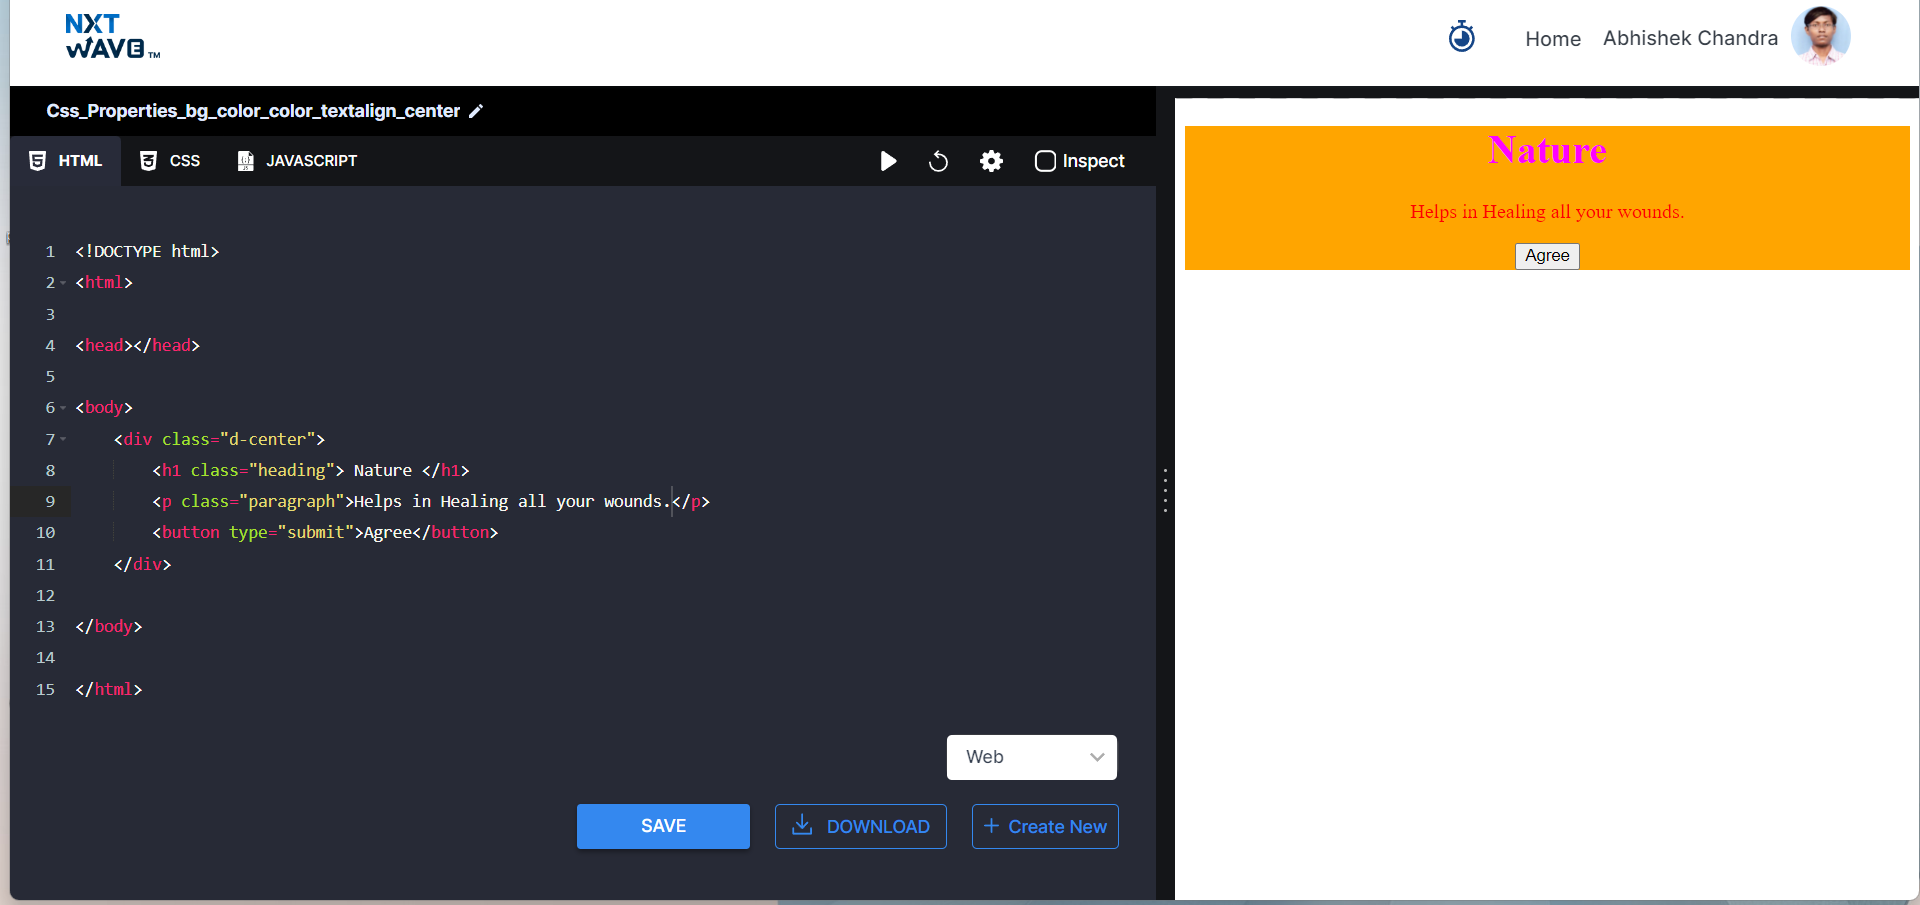 NXT
WAVE TM
Home Abhishek Chandra
Css_Properties_bg_color_color_textalign_center
HTML CSS JAVASCRIPT Inspect
1 <!DOCTYPE html>
2 <html>
3
4 <head></head>
5
6 <body>
7 <div class="d-center">
8 <h1 class="heading"> Nature </h1>
9 <p class="paragraph">Helps in Healing all your wounds.</p>
10 <button type="submit">Agree</button>
11 </div>
12
13 </body>
14
15 </html>
Web
SAVE DOWNLOAD + Create New
Nature
Helps in Healing all your wounds.
Agree